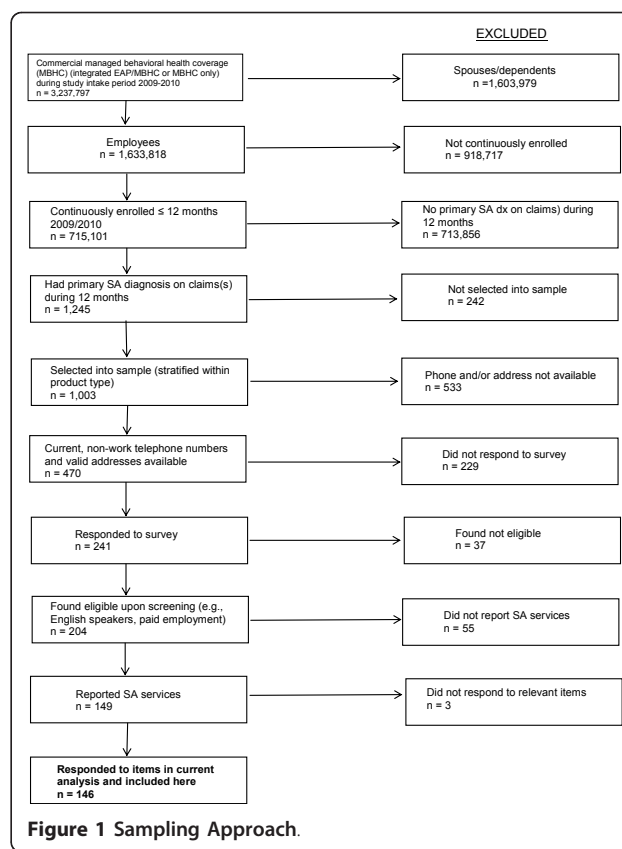 EXCLUDED
Commercial managed behavioral health coverage
(MBHC) (integrated EAP/MBHC or MBHC only)
during study intake period 2009-2010
n = 3,237,797
Spouses/dependents
n =1,603,979
Employees
n = 1,633,818
Not continuously enrolled
n = 918,717
Continuously enrolled ≤ 12 months
2009/2010
n = 715,101
No primary SA dx on claims) during
12 months
n = 713,856
Had primary SA diagnosis on claims(s)
during 12 months
n = 1,245
Not selected into sample
n = 242
Selected into sample (stratified within
product type)
n = 1,003
Phone and/or address not available
n = 533
Current, non-work telephone numbers
and valid addresses available
n = 470
Did not respond to survey
n = 229
Responded to survey
n = 241
Found not eligible
n = 37
Found eligible upon screening (e.g.,
English speakers, paid employment)
n = 204
Did not report SA services
n = 55
Reported SA services
n = 149
Did not respond to relevant items
n = 3
Responded to items in current
analysis and included here
n = 146
Figure 1 Sampling Approach.